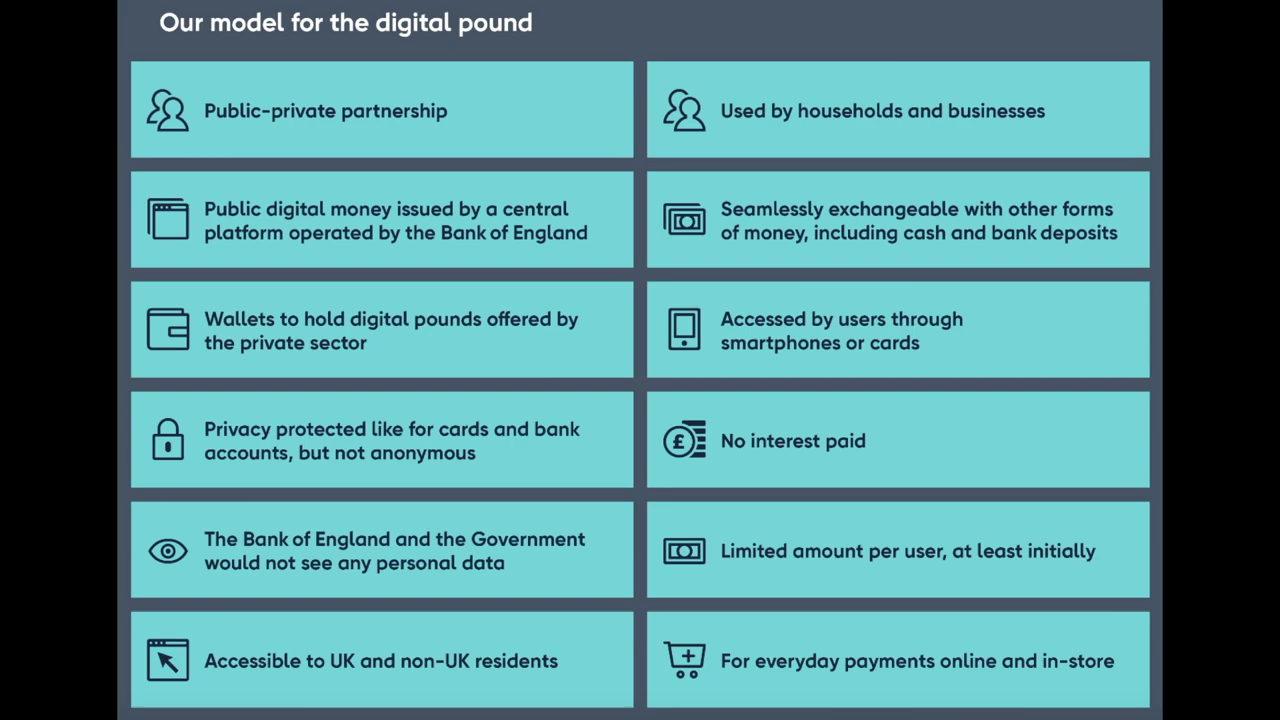 Our model for the digital pound
Public-private partnership
Used by households and businesses
Public digital money issued by a central
platform operated by the Bank of England
Seamlessly exchangeable with other forms
of money, including cash and bank deposits
Wallets to hold digital pounds offered by
the private sector
Accessed by users through
smartphones or cards
Privacy protected like for cards and bank
accounts, but not anonymous
£
No interest paid
The Bank of England and the Government
would not see any personal data
Limited amount per user, at least initially
Accessible to UK and non-UK residents
For everyday payments online and in-store